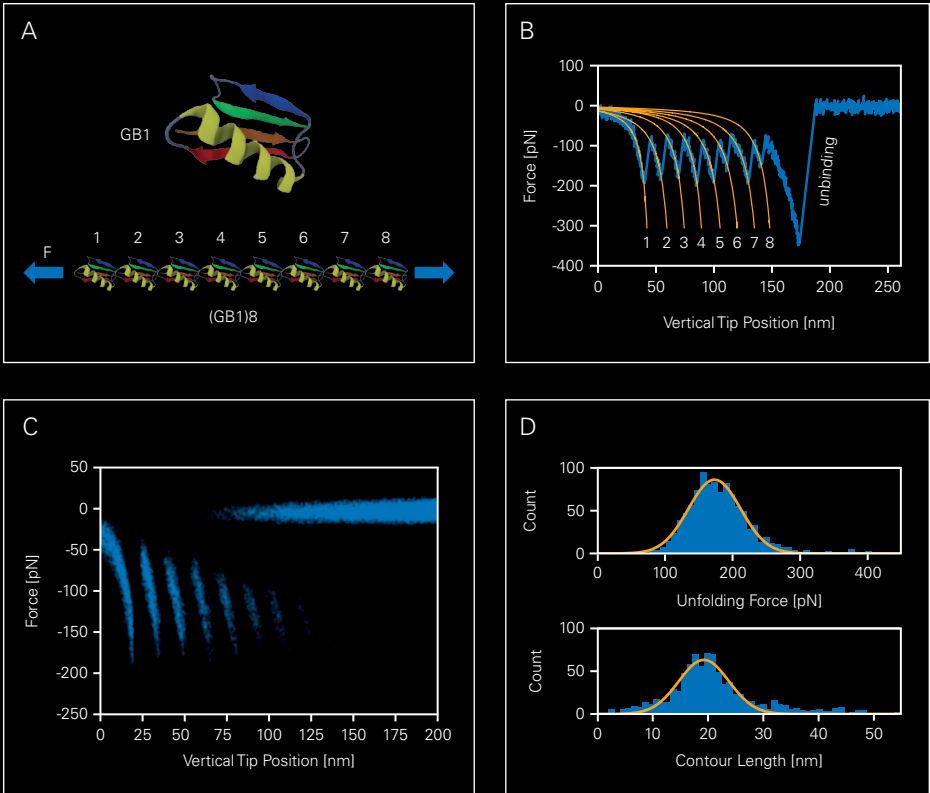 A
GB1
F
1 2 3 4 5 6 7 8
(GB1)8
B
100
0
-100
-200
-300
-400
Force [pN]
unbinding
1 2 3 4 5 6 7 8
0 50 100 150 200 250
Vertical Tip Position [nm]
C
50
0
-50
-100
-150
-200
-250
Force [pN]
0 25 50 75 100 125 150 175 200
Vertical Tip Position [nm]
D
100
50
0
Count
0 100 200 300 400
Unfolding Force [pN]
100
50
0
Count
0 10 20 30 40 50
Contour Length [nm]